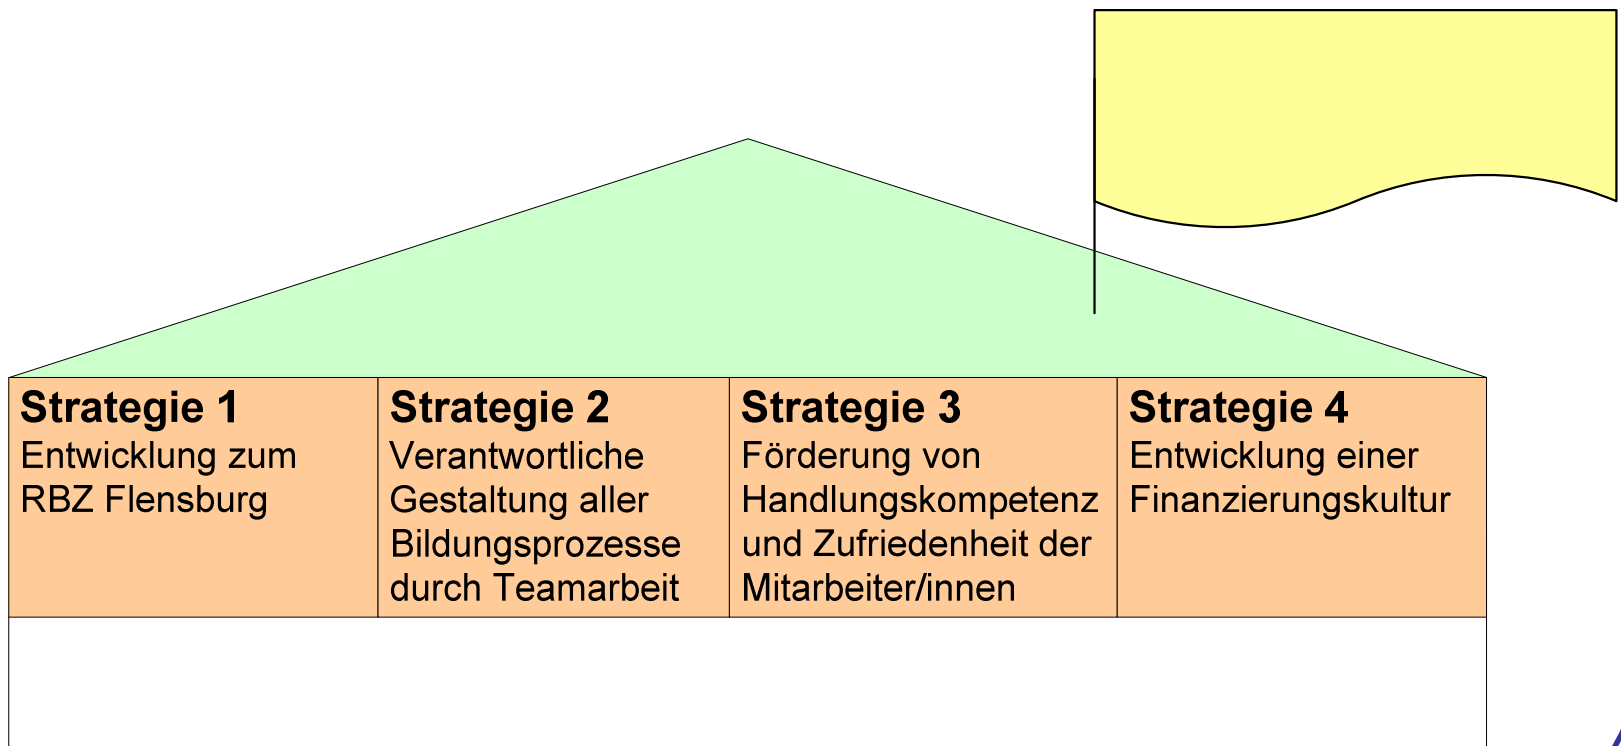 Strategie 1
Entwicklung zum
RBZ Flensburg
Strategie 2
Verantwortliche
Gestaltung aller
Bildungsprozesse
durch Teamarbeit
Strategie 3
Förderung von
Handlungskompetenz
und Zufriedenheit der
Mitarbeiter/innen
Strategie 4
Entwicklung einer
Finanzierungskultur